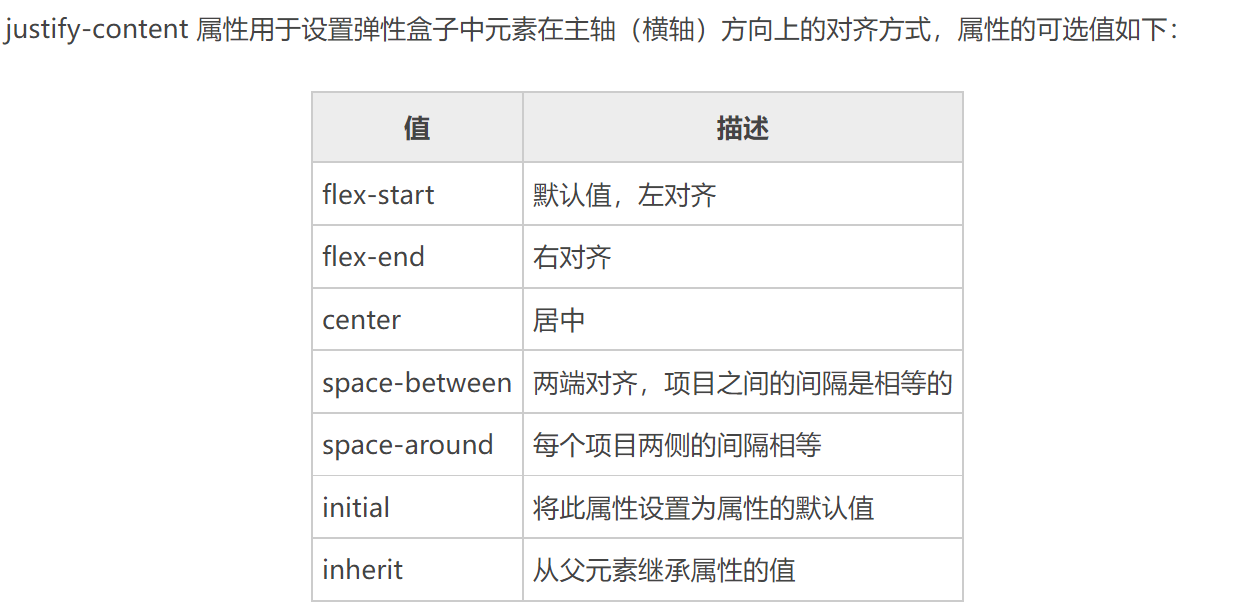 justify-content 属性用于设置弹性盒子中元素在主轴（横轴）方向上的对齐方式，属性的可选值如下：
值 描述
flex-start 默认值，左对齐
flex-end 右对齐
center 居中
space-between 两端对齐，项目之间的间隔是相等的
space-around 每个项目两侧的间隔相等
initial 将此属性设置为属性的默认值
inherit 从父元素继承属性的值